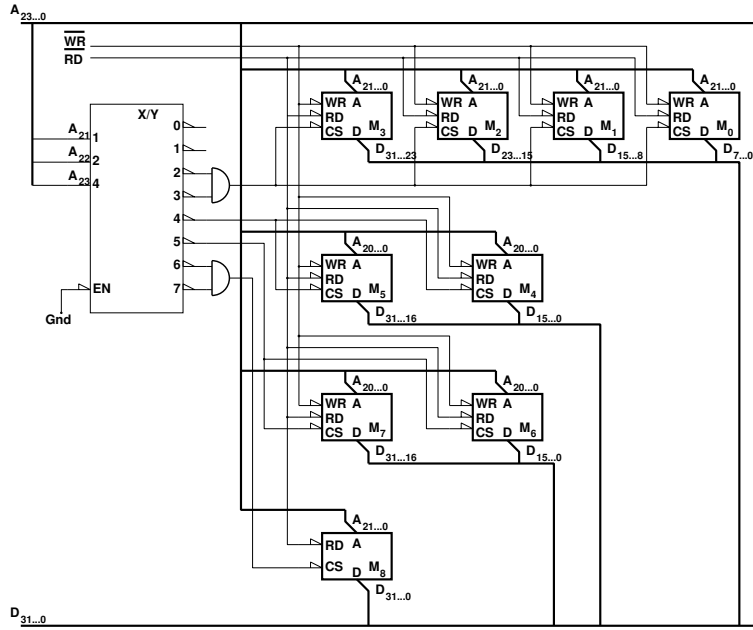 A23...0
WR
RD
X/Y
A21 1
A22 2
A23 4
EN
Gnd
0
1
2
3
4
5
6
7
A21...0 A21...0 A21...0 A21...0
WR A WR A WR A WR A
RD RD RD RD
CS D M3 CS D M2 CS D M1 CS D M0
D31...23 D23...15 D15...8 D7...0
A20...0 A20...0
WR A WR A
RD RD
CS D M5 CS D M4
D31...16 D15...0
A20...0 A20...0
WR A WR A
RD RD
CS D M7 CS D M6
D31...16 D15...0
A21...0
RD A
CS D M8
D31...0
D31...0